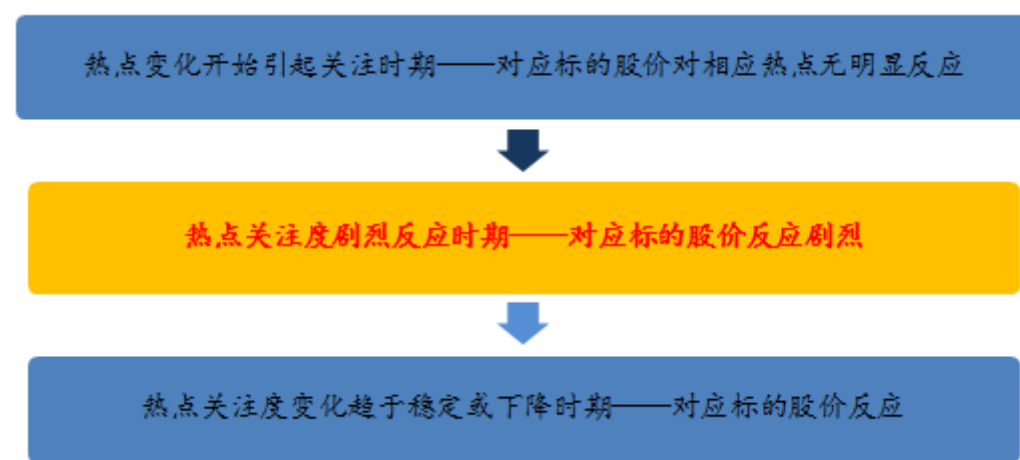 热点变化开始引起关注时期——对应标的股价对相应热点无明显反应
热点关注度剧烈反应时期——对应标的股价反应剧烈
热点关注度变化趋于稳定或下降时期——对应标的股价反应